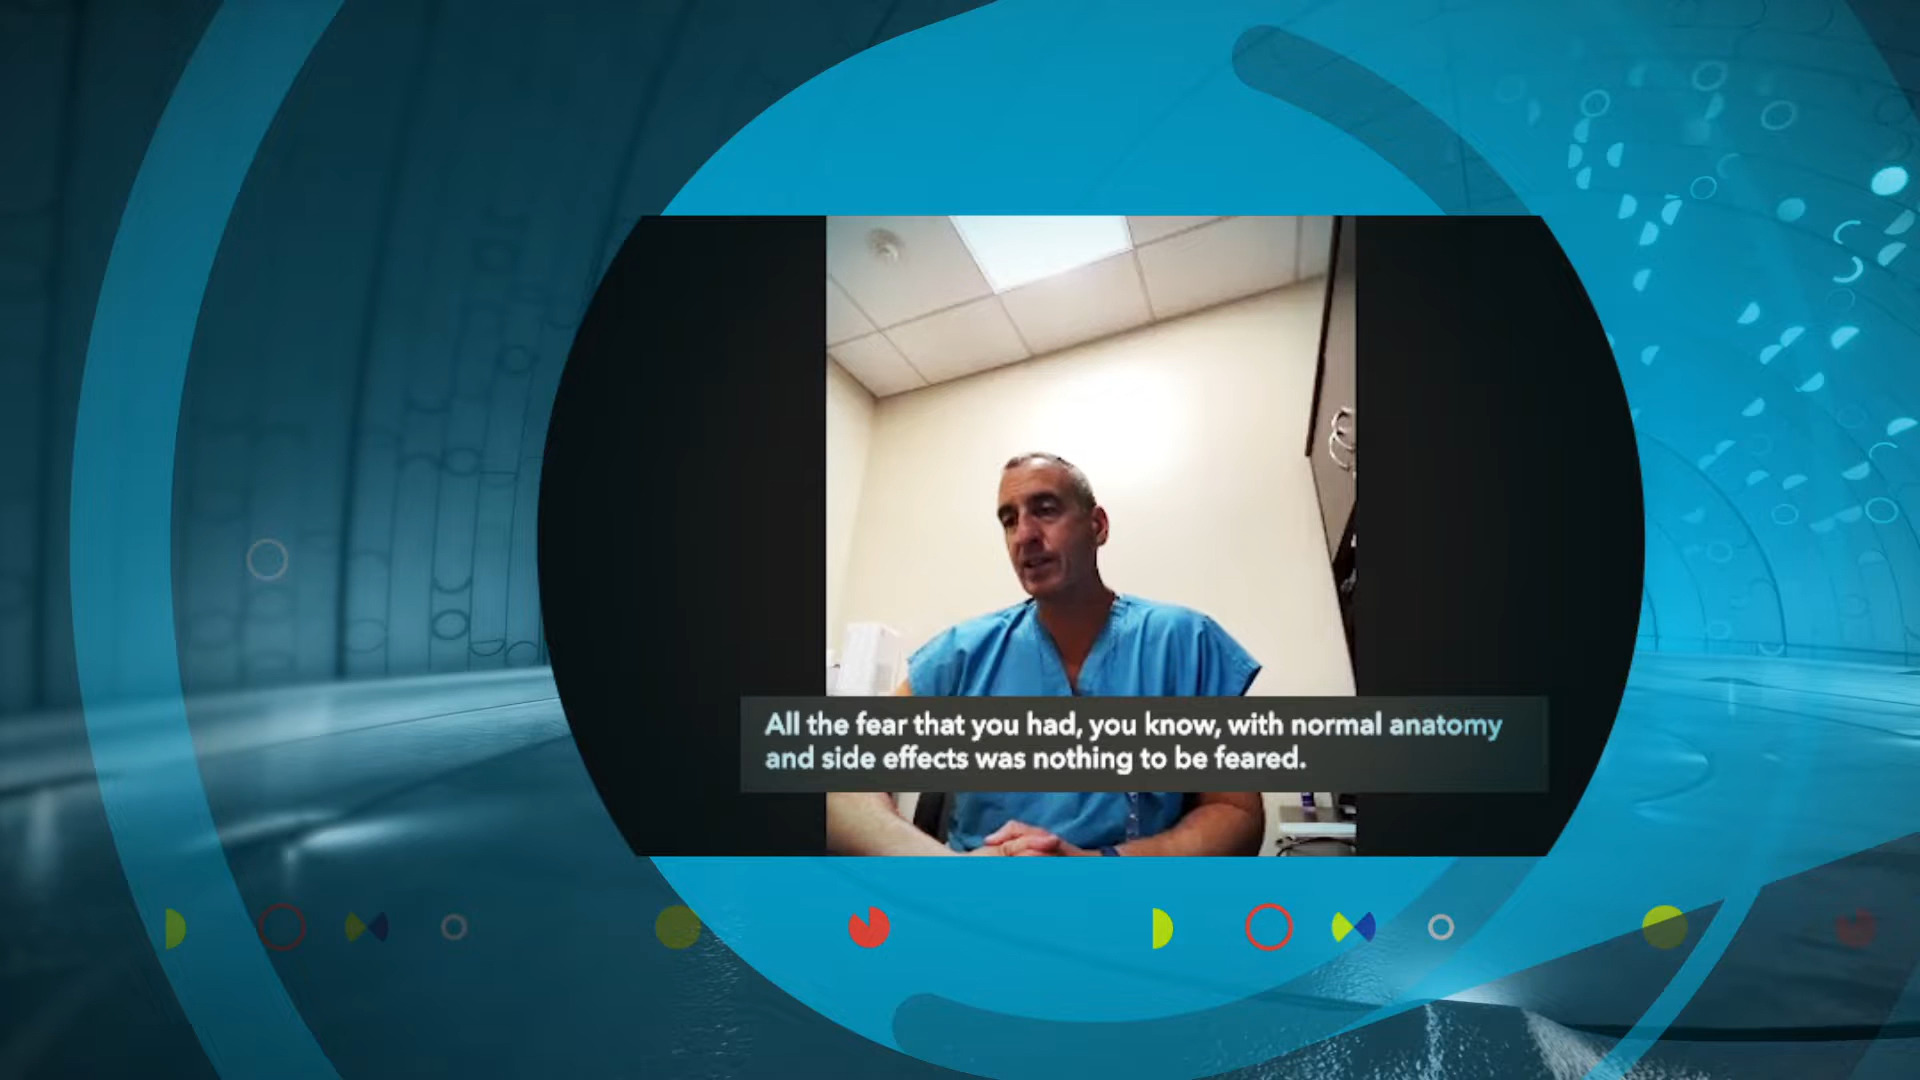 All the fear that you had, you know, with normal anatomy
and side effects was nothing to be feared.